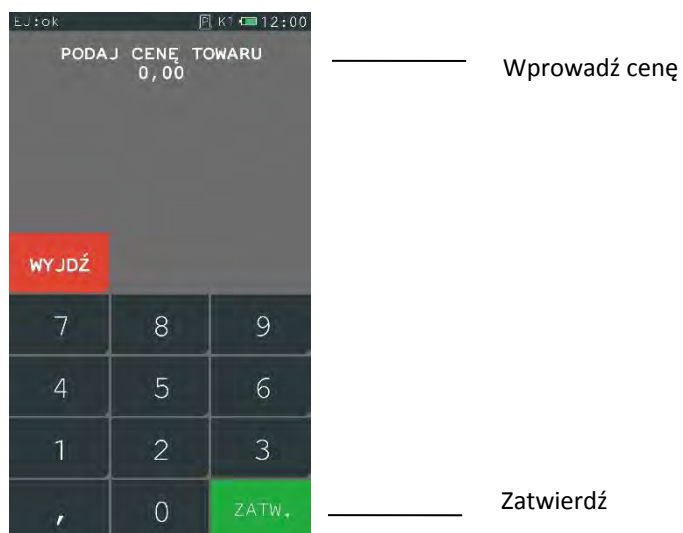 EJ:ok P K1 12:00
PODAJ CENĘ TOWARU
0,00
Wprowadź cenę
WYJDŹ
7 8 9
4 5 6
1 2 3
, 0 ZATW.
Zatwierdź